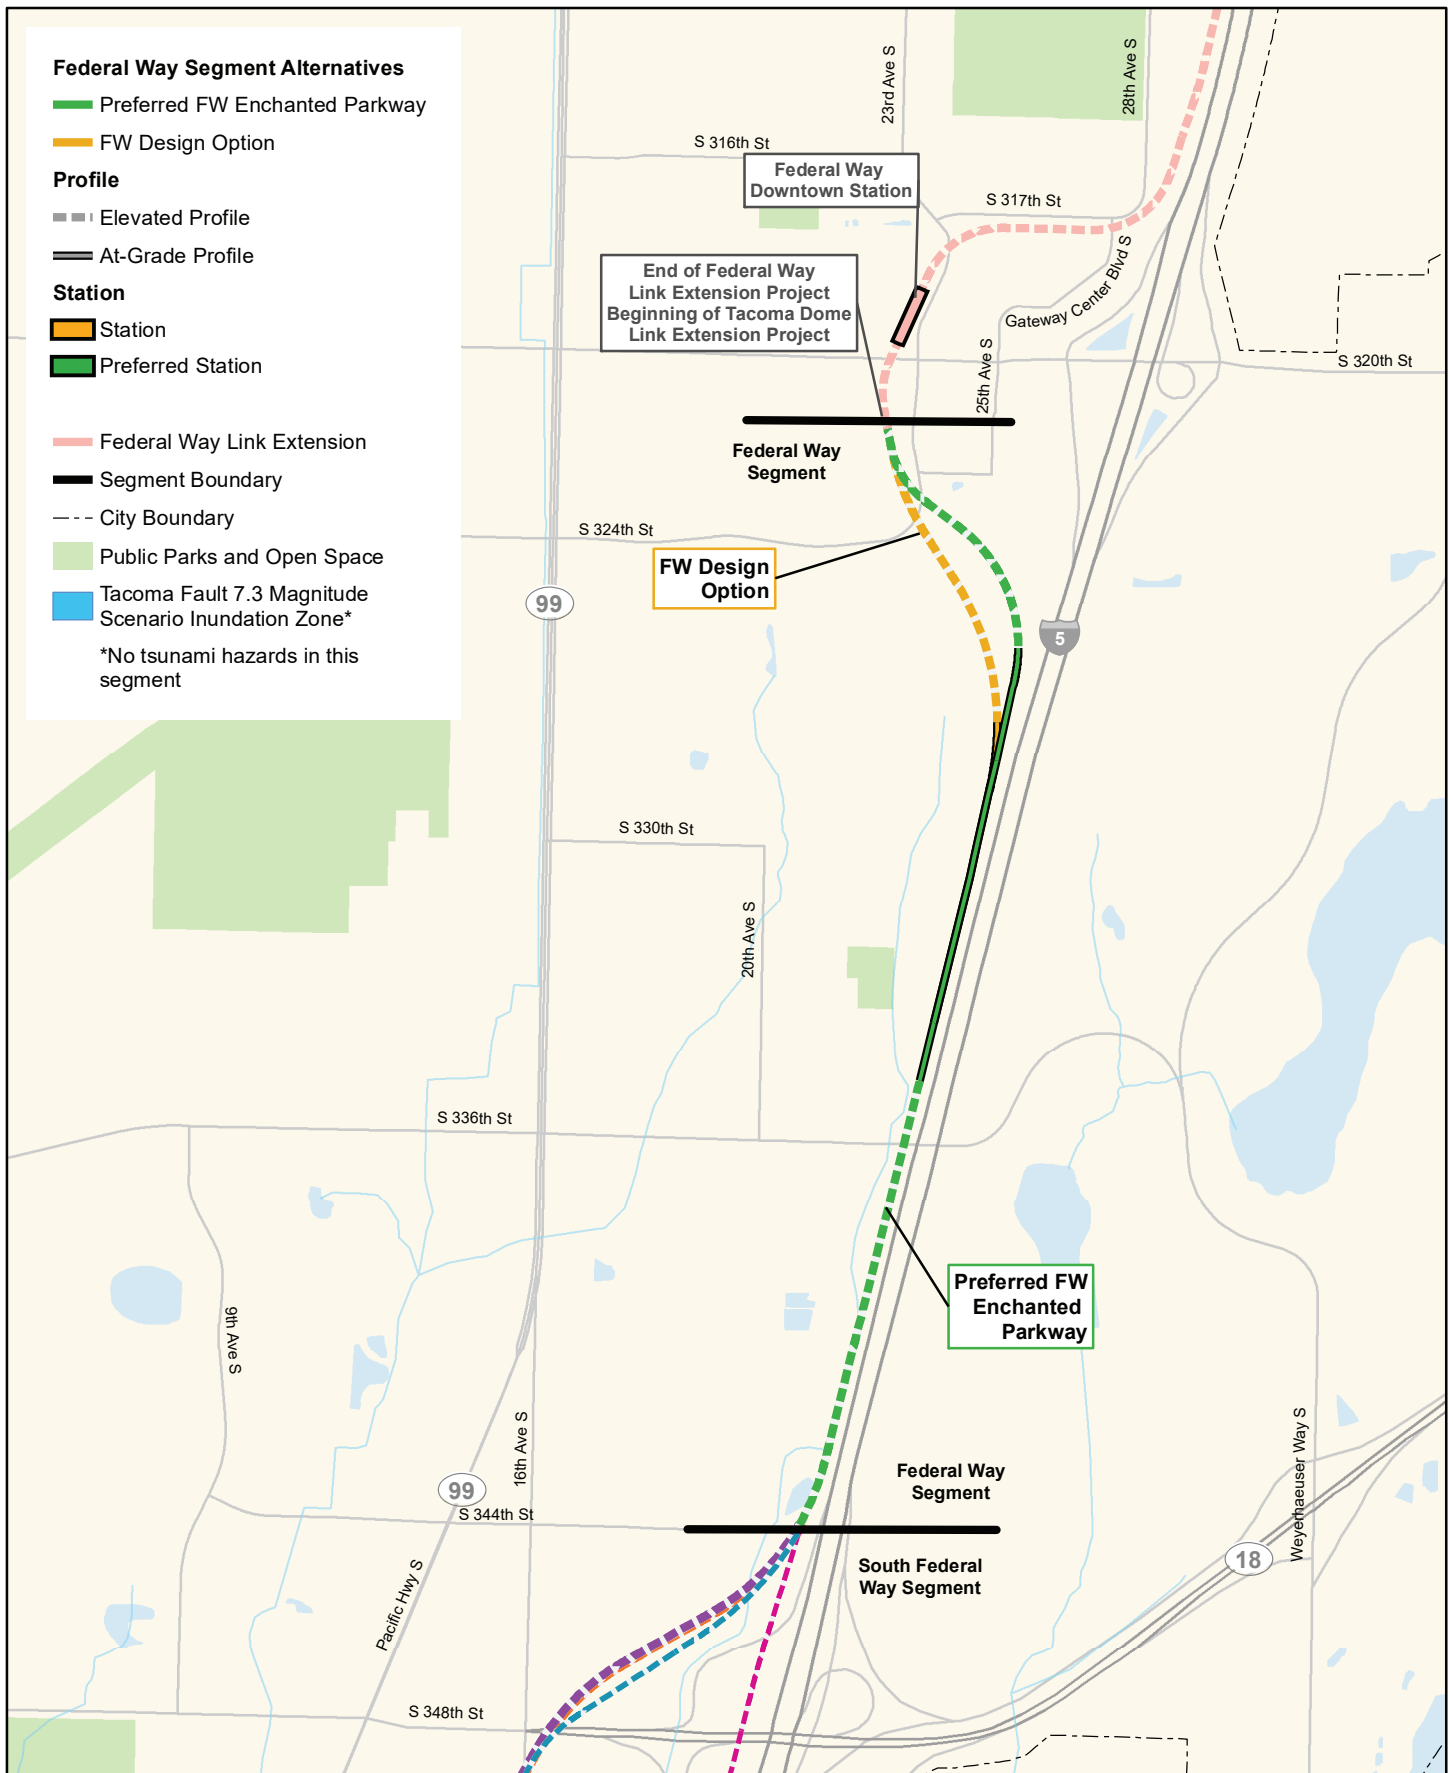 Federal Way Segment Alternatives
Preferred FW Enchanted Parkway
FW Design Option
Profile
Elevated Profile
At-Grade Profile
Station
Station
Preferred Station
Federal Way Link Extension
Segment Boundary
City Boundary
Public Parks and Open Space
Tacoma Fault 7.3 Magnitude
Scenario Inundation Zone*
*No tsunami hazards in this
segment
23rd Ave S
28th Ave S
S 316th St
Federal Way
Downtown Station
S 317th St
End of Federal Way
Link Extension Project
Beginning of Tacoma Dome
Link Extension Project
Gateway Center Blvd S
25th Ave S
S 320th St
Federal Way
Segment
S 324th St
FW Design
Option
99
5
S 330th St
20th Ave S
S 336th St
Preferred FW
Enchanted
Parkway
9th Ave S
16th Ave S
Weyerhaeuser Way S
Federal Way
Segment
99
S 344th St
South Federal
Way Segment
18
Pacific Hwy S
S 348th St